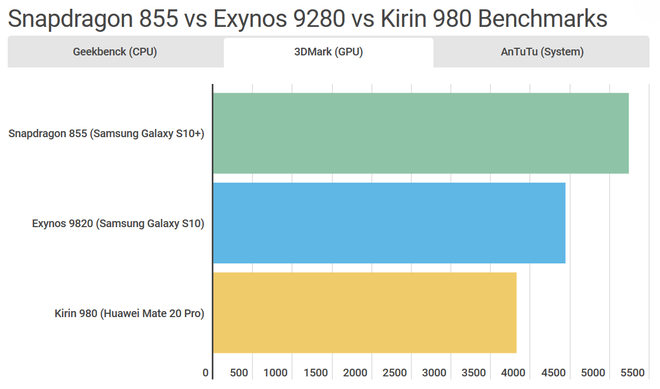 Snapdragon 855 vs Exynos 9280 vs Kirin 980 Benchmarks
Geekbenck (CPU) 3DMark (GPU) AnTuTu (System)
Snapdragon 855 (Samsung Galaxy S10+)
Exynos 9820 (Samsung Galaxy S10)
Kirin 980 (Huawei Mate 20 Pro)
0 500 1000 1500 2000 2500 3000 3500 4000 4500 5000 5500